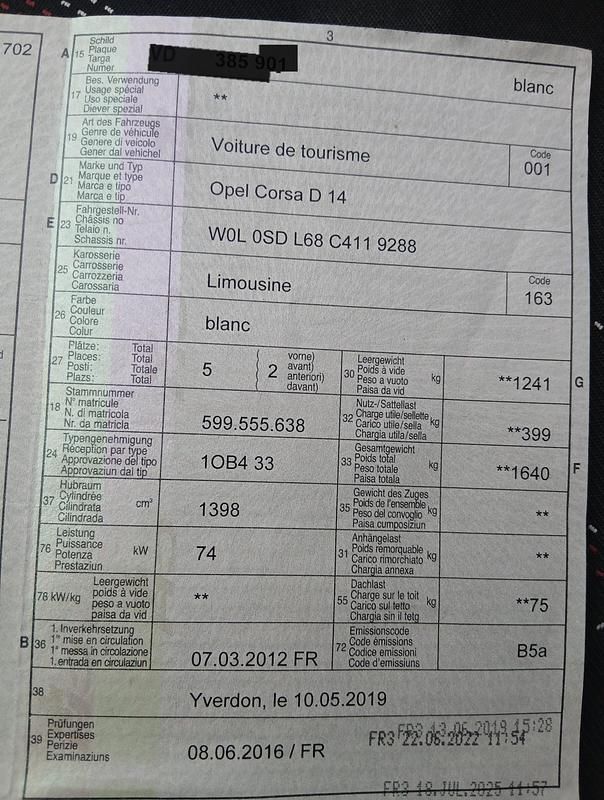 702
3
A 15 Schild
Plaque
Targa
Numer
blanc
17 Bes. Verwendung
Usage spécial
Uso speciale
Diever spezial
**
19 Art des Fahrzeugs
Genre de véhicule
Genere di veicolo
Gener dal vehichel
Voiture de tourisme
Code
001
D 21 Marke und Typ
Marque et type
Marca e tipo
Marca e tip
Opel Corsa D 14
E 23 Fahrgestell-Nr.
Châssis no
Telaio n.
Schassis nr.
W0L 0SD L68 C411 9288
25 Karosserie
Carrosserie
Carrozzeria
Carossaria
Limousine
Code
163
26 Farbe
Couleur
Colore
Colur
blanc
27 Plätze: Total
Places: Total
Posti: Totale
Plazs: Total
5
2
vorne)
avant)
anteriori)
davant)
30 Leergewicht
Poids à vide
Peso a vuoto
Paisa da vid
kg
**1241
G
18 Stammnummer
N° matricule
N. di matricola
Nr. da matricla
599.555.638
32 Nutz-/Sattellast
Charge utile/sellette
Carico utile/sella
Chargia utila/sella
kg
**399
24 Typengenehmigung
Réception par type
Approvazione del tipo
Approvaziun dal tip
1OB4 33
33 Gesamtgewicht
Poids total
Peso totale
Paisa totala
kg
**1640
F
37 Hubraum
Cylindrée
Cilindrata
Cilindrada
cm³
1398
35 Gewicht des Zuges
Poids de l'ensemble
Peso del convoglio
Paisa cumposiziun
kg
**
76 Leistung
Puissance
Potenza
Prestaziun
kW
74
31 Anhängelast
Poids remorquable
Carico rimorchiato
Chargia annexa
kg
**
78 kW/kg Leergewicht
poids à vide
peso a vuoto
paisa da vid
**
55 Dachlast
Charge sur le toit
Carico sul tetto
Chargia sin il tetg
kg
**75
B 36 1. Inverkehrsetzung
1re mise en circulation
1a messa in circolazione
1. entrada en circulaziun
07.03.2012 FR
72 Emissionscode
Code émissions
Codice emissioni
Code d'emissiuns
B5a
38
Yverdon, le 10.05.2019
39 Prüfungen
Expertises
Perizie
Examinaziuns
08.06.2016 / FR
FR3 13.06.2019 15:28
FR3 22.06.2022 11:54
FR3 18.JUL.2025 11:57